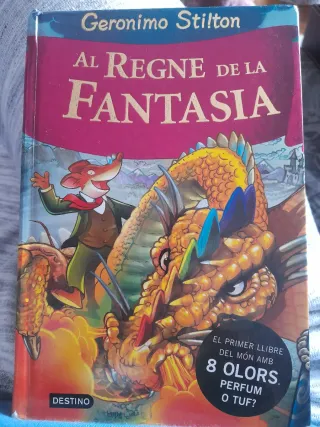 Geronimo Stilton
AL REGNE DE LA
FANTASIA
EL PRIMER LLIBRE
DEL MÓN AMB
8 OLORS.
PERFUM
O TUF?
DESTINO